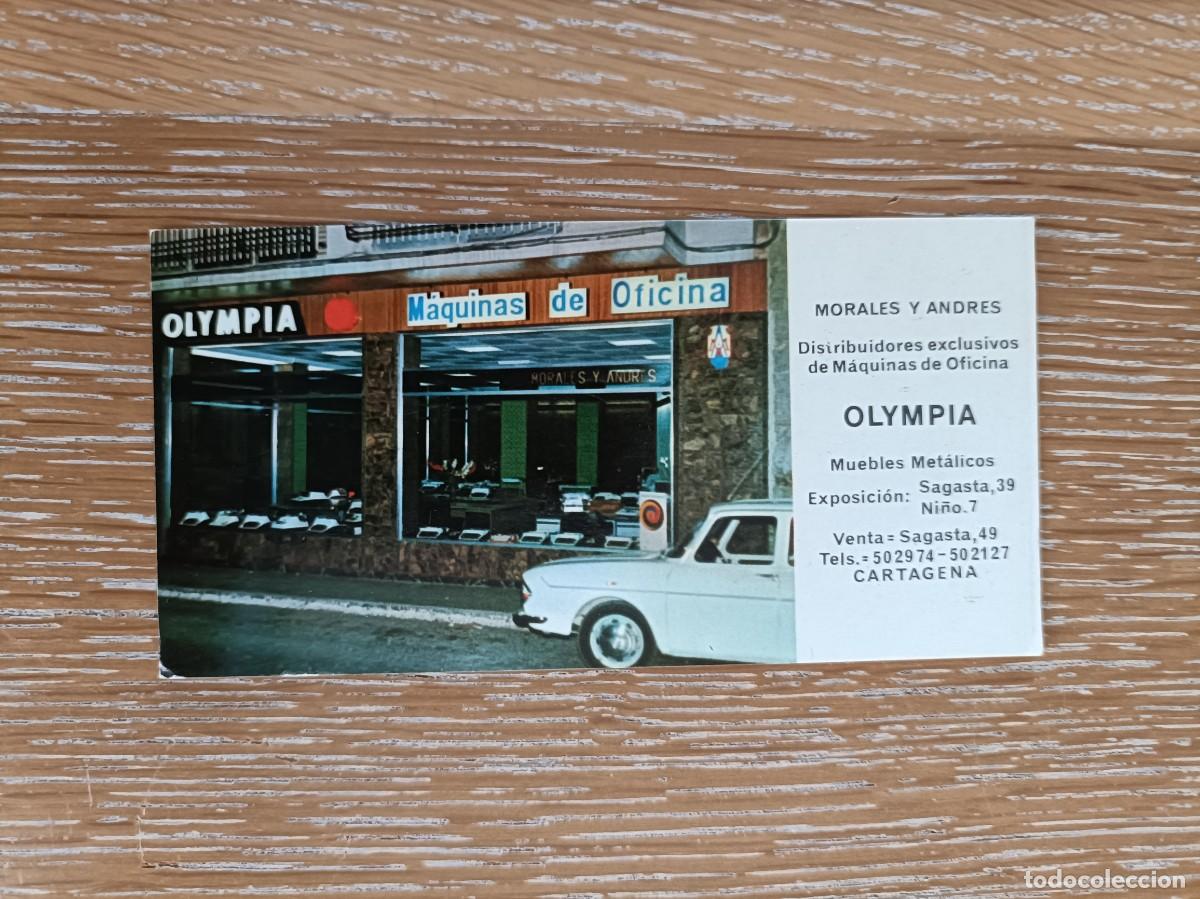 OLYMPIA
Máquinas de Oficina
MORALES Y ANDRES
MORALES Y ANDRES
Distribuidores exclusivos
de Máquinas de Oficina
OLYMPIA
Muebles Metálicos
Exposición: Sagasta,39
Niño.7
Venta = Sagasta,49
Tels.= 502974-502127
CARTAGENA
todocoleccion